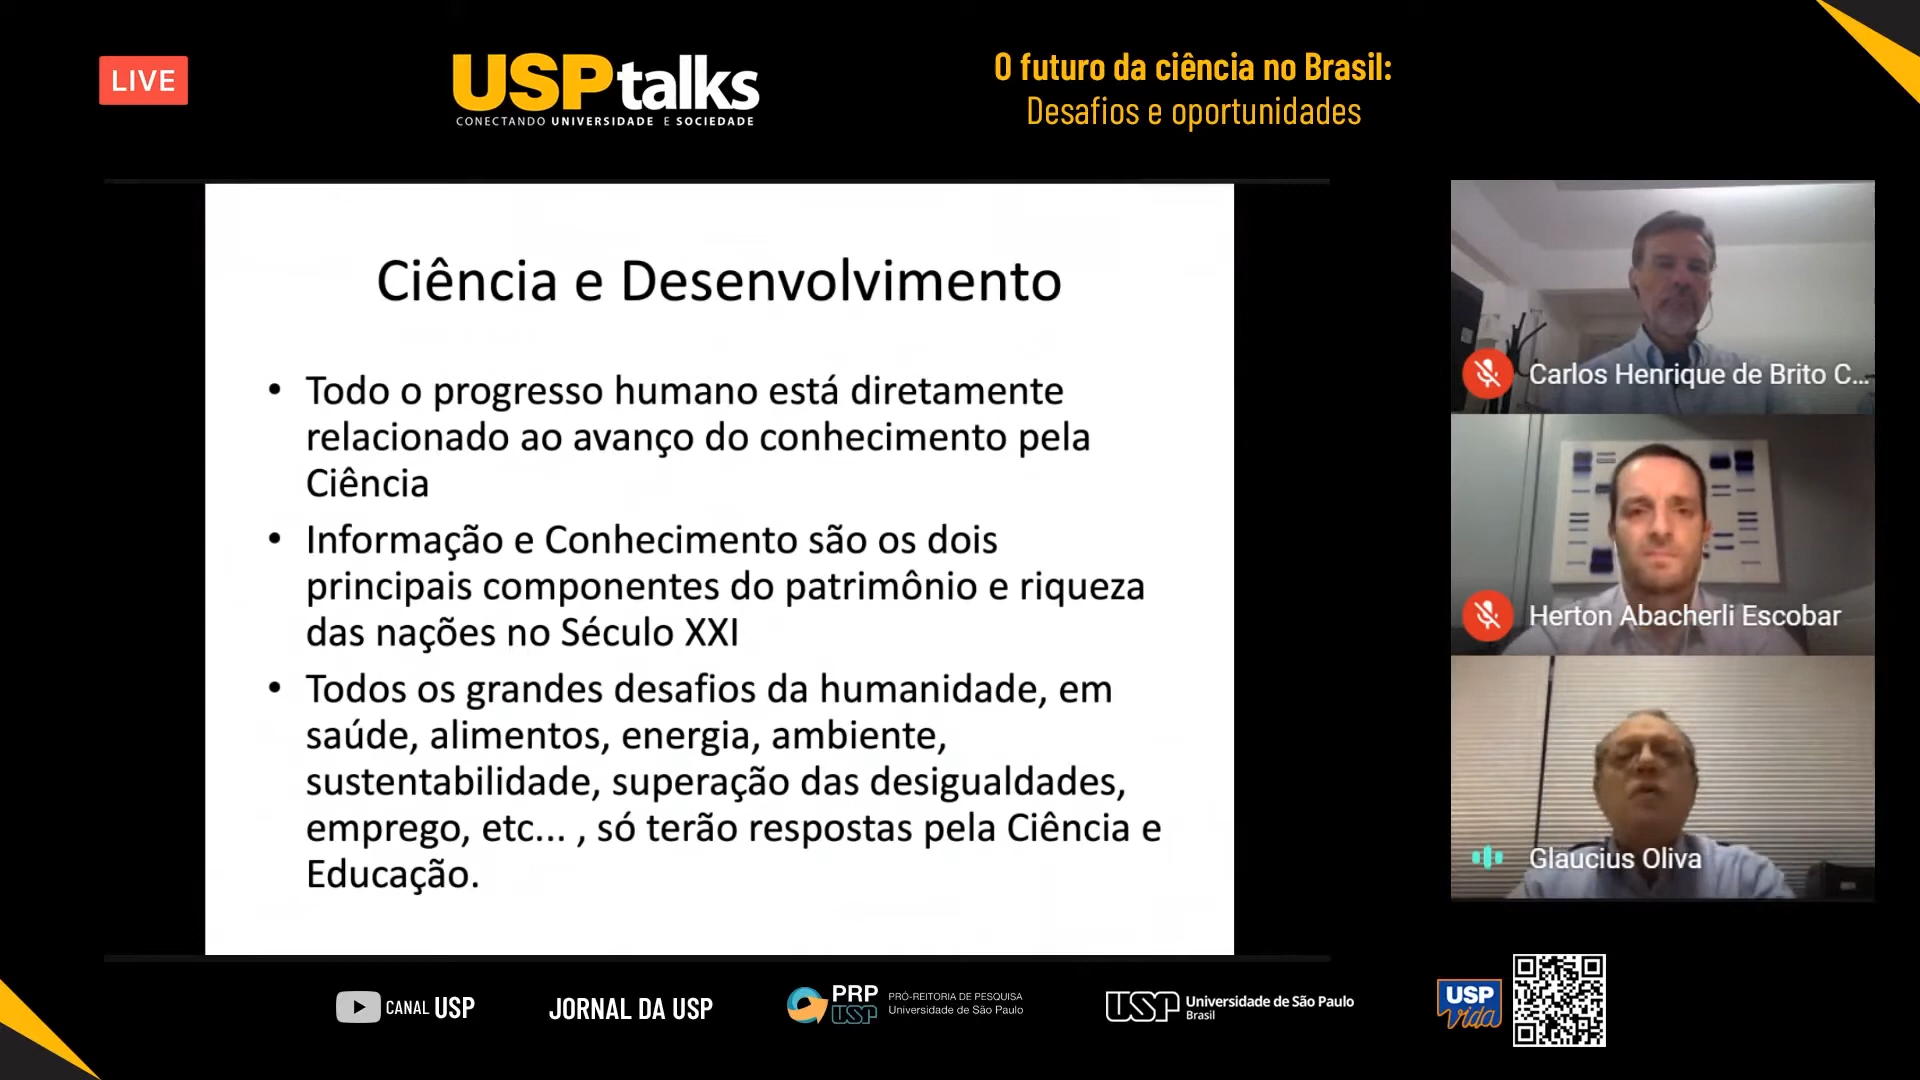 LIVE
USPtalks
CONECTANDO UNIVERSIDADE E SOCIEDADE
O futuro da ciência no Brasil:
Desafios e oportunidades
Ciência e Desenvolvimento
• Todo o progresso humano está diretamente
relacionado ao avanço do conhecimento pela
Ciência
• Informação e Conhecimento são os dois
principais componentes do patrimônio e riqueza
das nações no Século XXI
• Todos os grandes desafios da humanidade, em
saúde, alimentos, energia, ambiente,
sustentabilidade, superação das desigualdades,
emprego, etc... , só terão respostas pela Ciência e
Educação.
Carlos Henrique de Brito C...
Herton Abacherli Escobar
Glaucius Oliva
CANAL USP
JORNAL DA USP
PRP
USP
PRÓ-REITORIA DE PESQUISA
Universidade de São Paulo
USP
Universidade de São Paulo
Brasil
USP
Vida